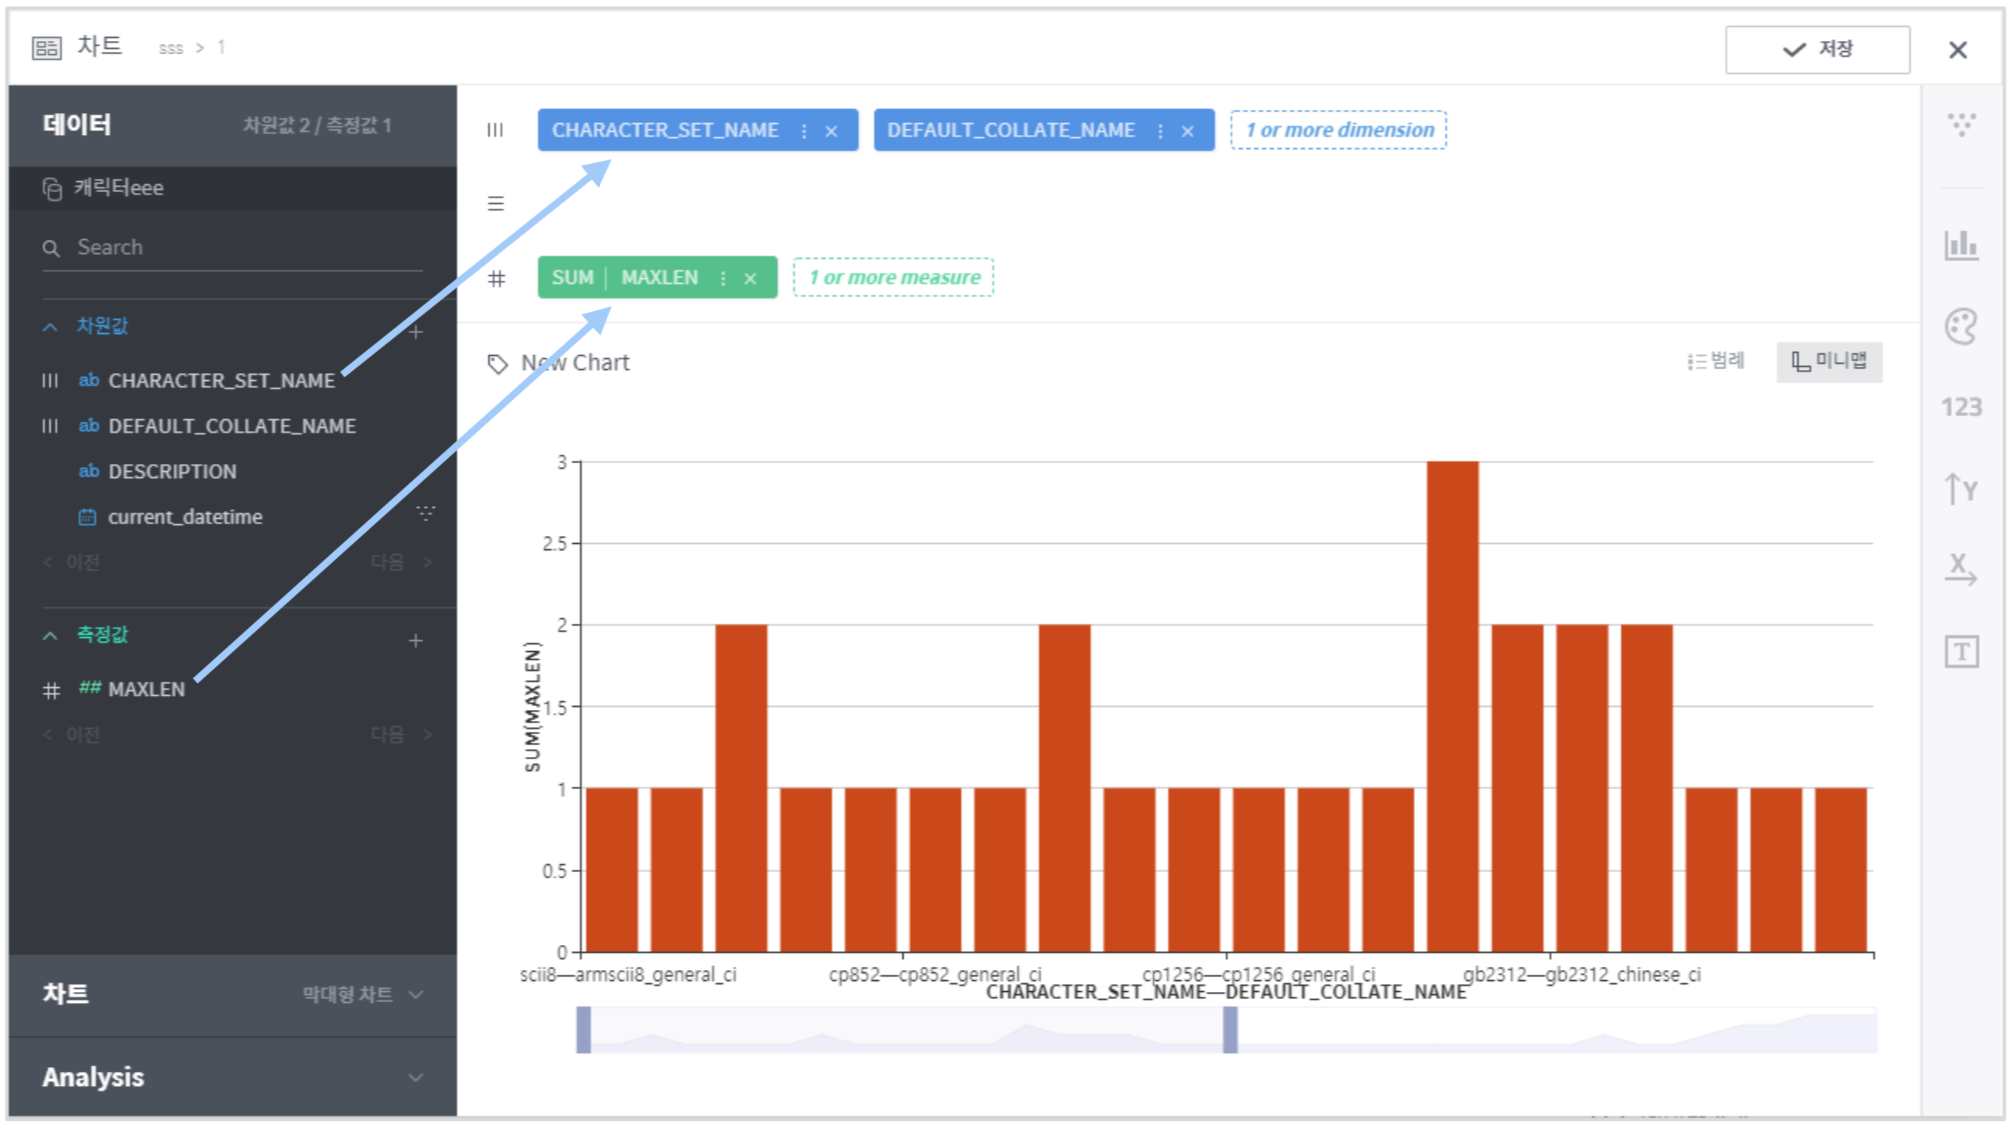 차트 sss > 1
저장
데이터 차원값 2 / 측정값 1
캐릭터eee
Search
차원값
ab CHARACTER_SET_NAME
ab DEFAULT_COLLATE_NAME
ab DESCRIPTION
current_datetime
< 이전 다음 >
측정값
# ## MAXLEN
< 이전 다음 >
차트 막대형 차트
Analysis
CHARACTER_SET_NAME DEFAULT_COLLATE_NAME 1 or more dimension
# SUM | MAXLEN 1 or more measure
New Chart
범례 미니맵
3
2.5
2
1.5
1
0.5
0
SUM(MAXLEN)
scii8—armscii8_general_ci cp852—cp852_general_ci cp1256—cp1256_general_ci gb2312—gb2312_chinese_ci
CHARACTER_SET_NAME—DEFAULT_COLLATE_NAME
123
Y
X
T